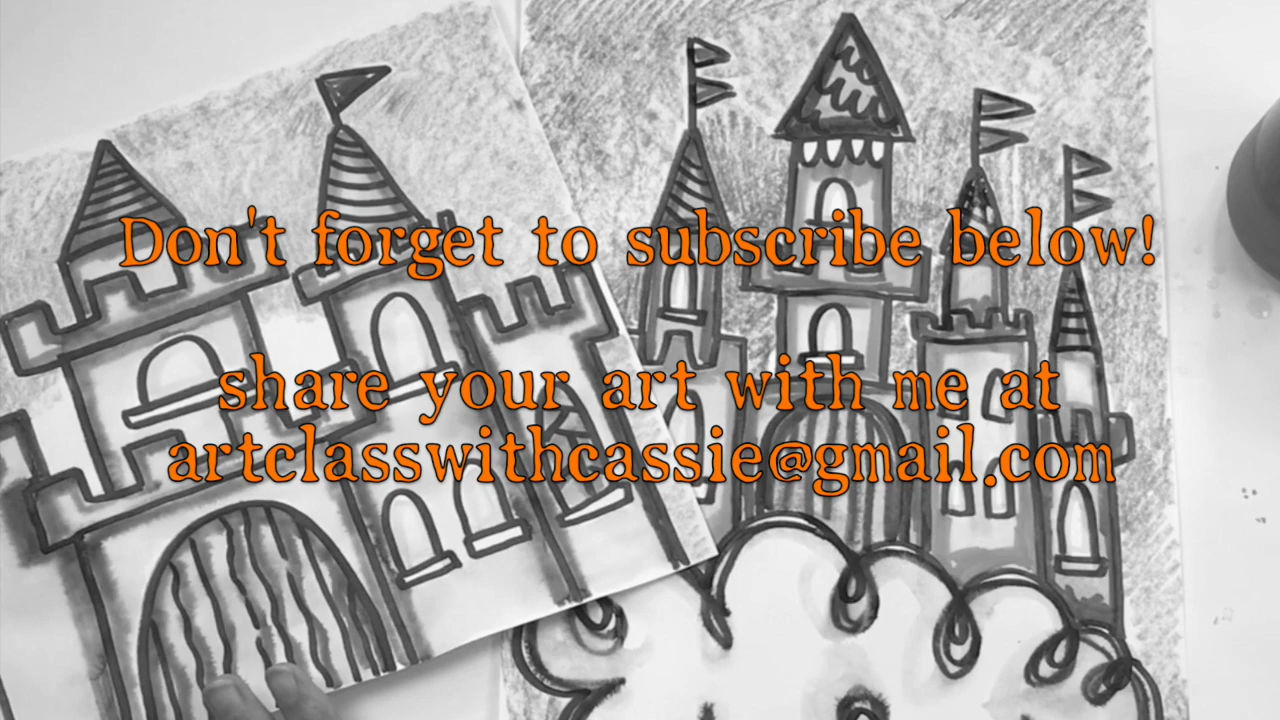 Don't forget to subscribe below!
share your art with me at
artclasswithcassie@gmail.com